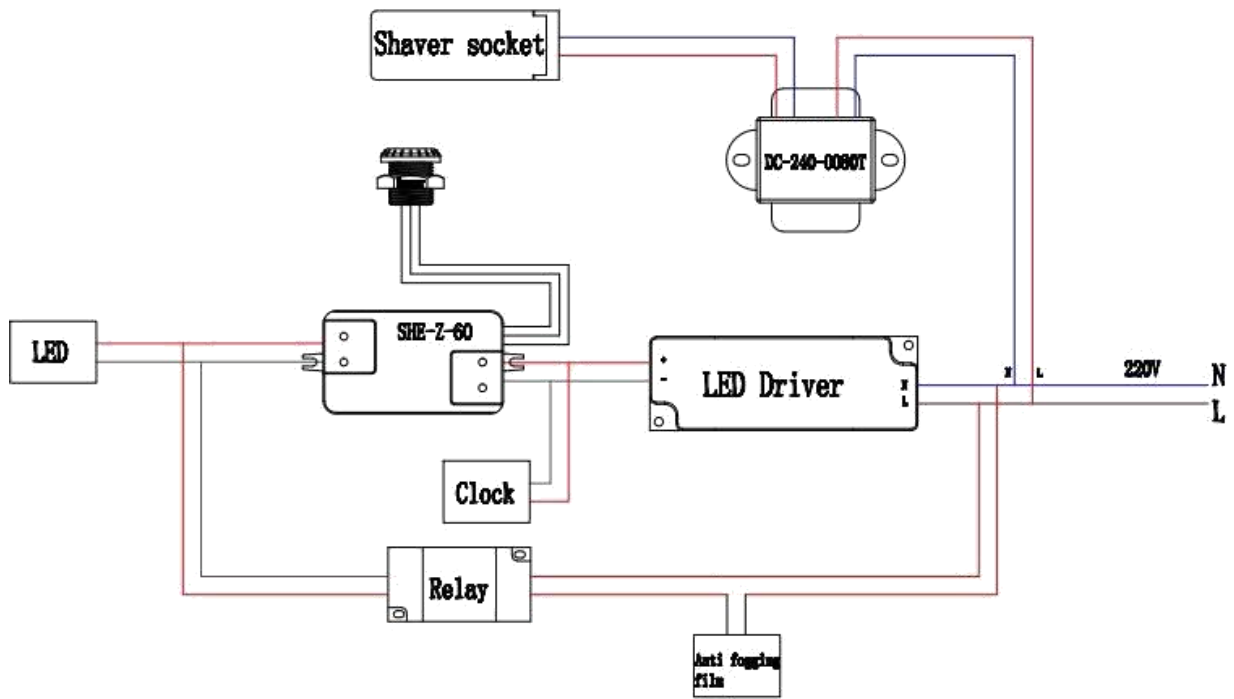 Shaver socket
DC-240-0080T
SHE-Z-60
LED
+
-
LED Driver
N
L
N
L
220V
N
L
Clock
Relay
Anti fogging
film